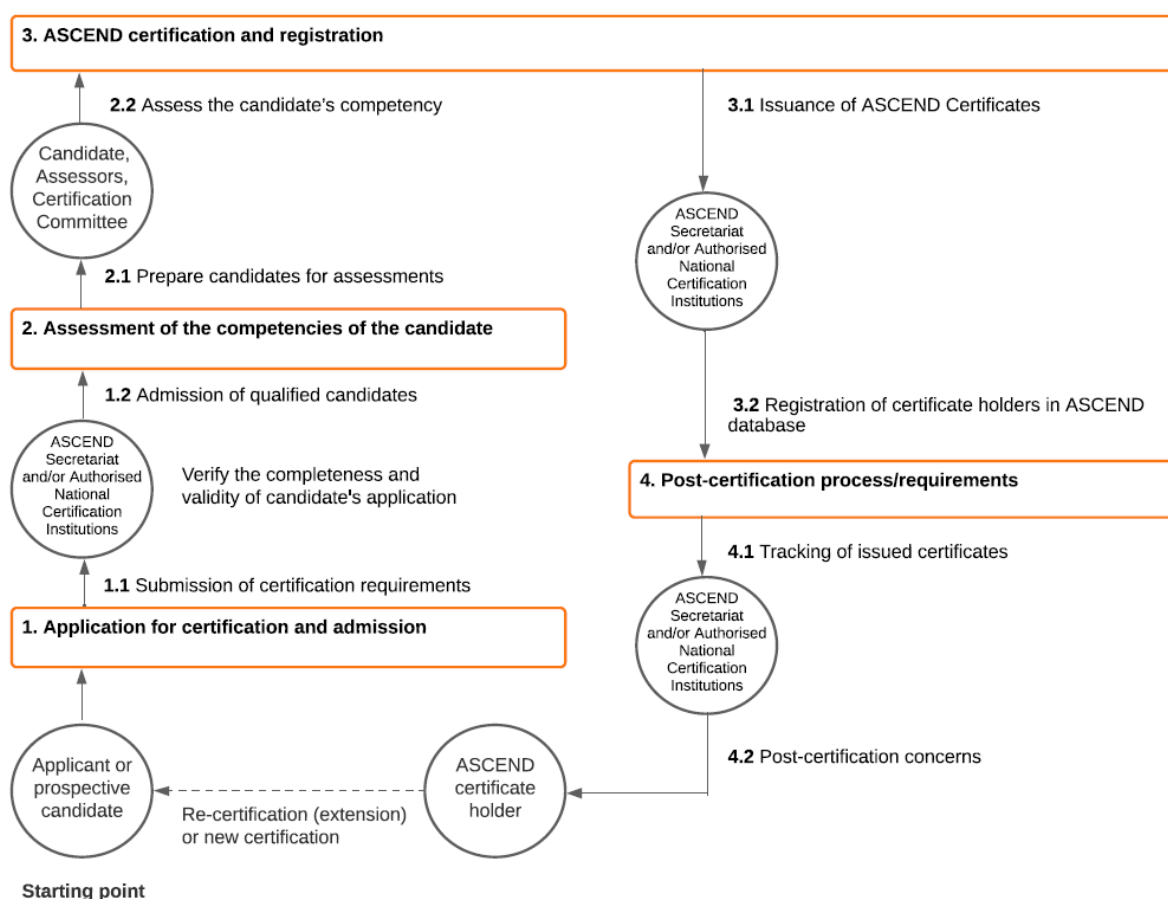 3. ASCEND certification and registration
2.2 Assess the candidate's competency
3.1 Issuance of ASCEND Certificates
Candidate,
Assessors,
Certification
Committee
ASCEND
Secretariat
and/or Authorised
National
Certification
Institutions
2.1 Prepare candidates for assessments
2. Assessment of the competencies of the candidate
1.2 Admission of qualified candidates
3.2 Registration of certificate holders in ASCEND
database
ASCEND
Secretariat
and/or Authorised
National
Certification
Institutions
Verify the completeness and
validity of candidate's application
4. Post-certification process/requirements
4.1 Tracking of issued certificates
1.1 Submission of certification requirements
ASCEND
Secretariat
and/or Authorised
National
Certification
Institutions
1. Application for certification and admission
4.2 Post-certification concerns
Applicant or
prospective
candidate
ASCEND
certificate
holder
Re-certification (extension)
or new certification
Starting point